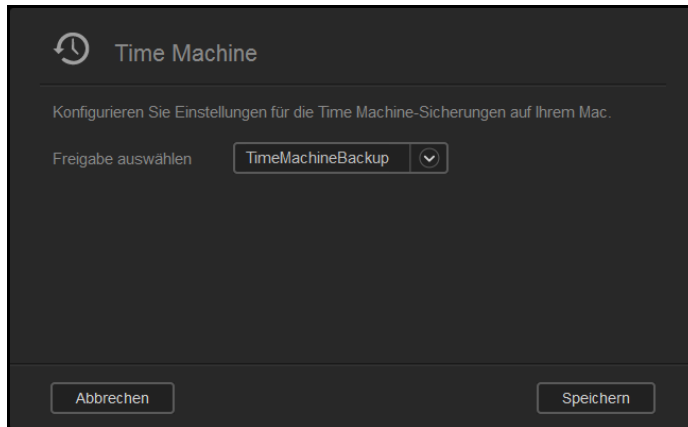 Time Machine
Konfigurieren Sie Einstellungen für die Time Machine-Sicherungen auf Ihrem Mac.
Freigabe auswählen TimeMachineBackup
Abbrechen Speichern